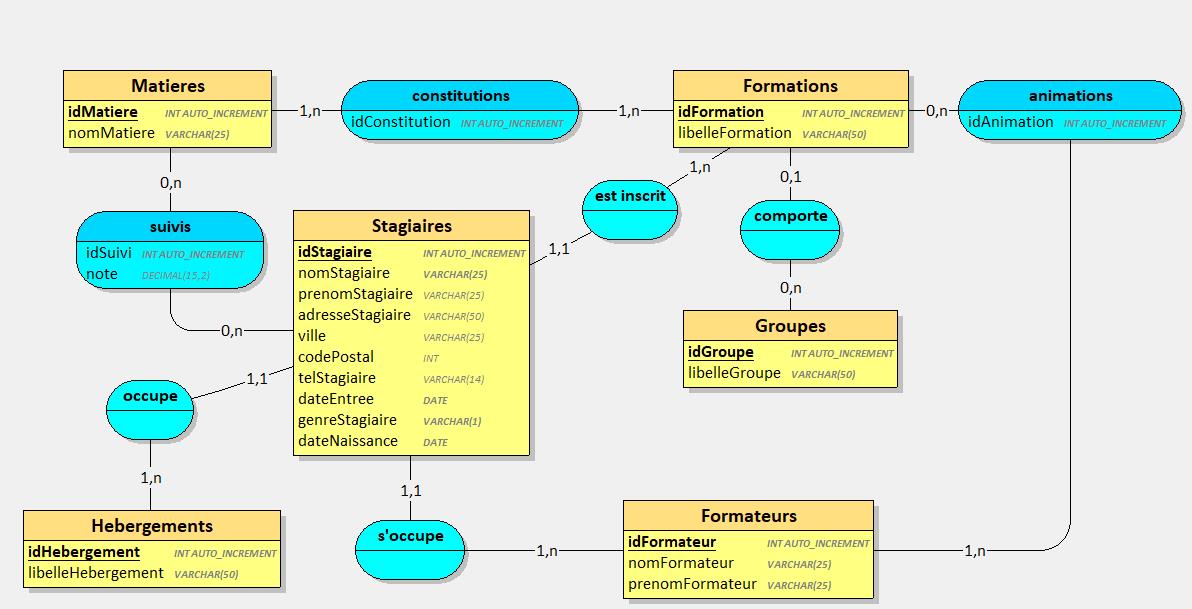 Matieres
idMatiere INT AUTO_INCREMENT
nomMatiere VARCHAR(25)
1,n
constitutions
idConstitution INT AUTO_INCREMENT
1,n
Formations
idFormation INT AUTO_INCREMENT
libelleFormation VARCHAR(50)
0,n
animations
idAnimation INT AUTO_INCREMENT
0,n
1,n
0,1
suivis
idSuivi INT AUTO_INCREMENT
note DECIMAL(15,2)
est inscrit
comporte
1,1
0,n
Stagiaires
idStagiaire INT AUTO_INCREMENT
nomStagiaire VARCHAR(25)
prenomStagiaire VARCHAR(25)
adresseStagiaire VARCHAR(50)
ville VARCHAR(25)
codePostal INT
telStagiaire VARCHAR(14)
dateEntree DATE
genreStagiaire VARCHAR(1)
dateNaissance DATE
0,n
Groupes
idGroupe INT AUTO_INCREMENT
libelleGroupe VARCHAR(50)
1,1
occupe
1,n
1,1
Hebergements
idHebergement INT AUTO_INCREMENT
libelleHebergement VARCHAR(50)
s'occupe
1,n
Formateurs
idFormateur INT AUTO_INCREMENT
nomFormateur VARCHAR(25)
prenomFormateur VARCHAR(25)
1,n